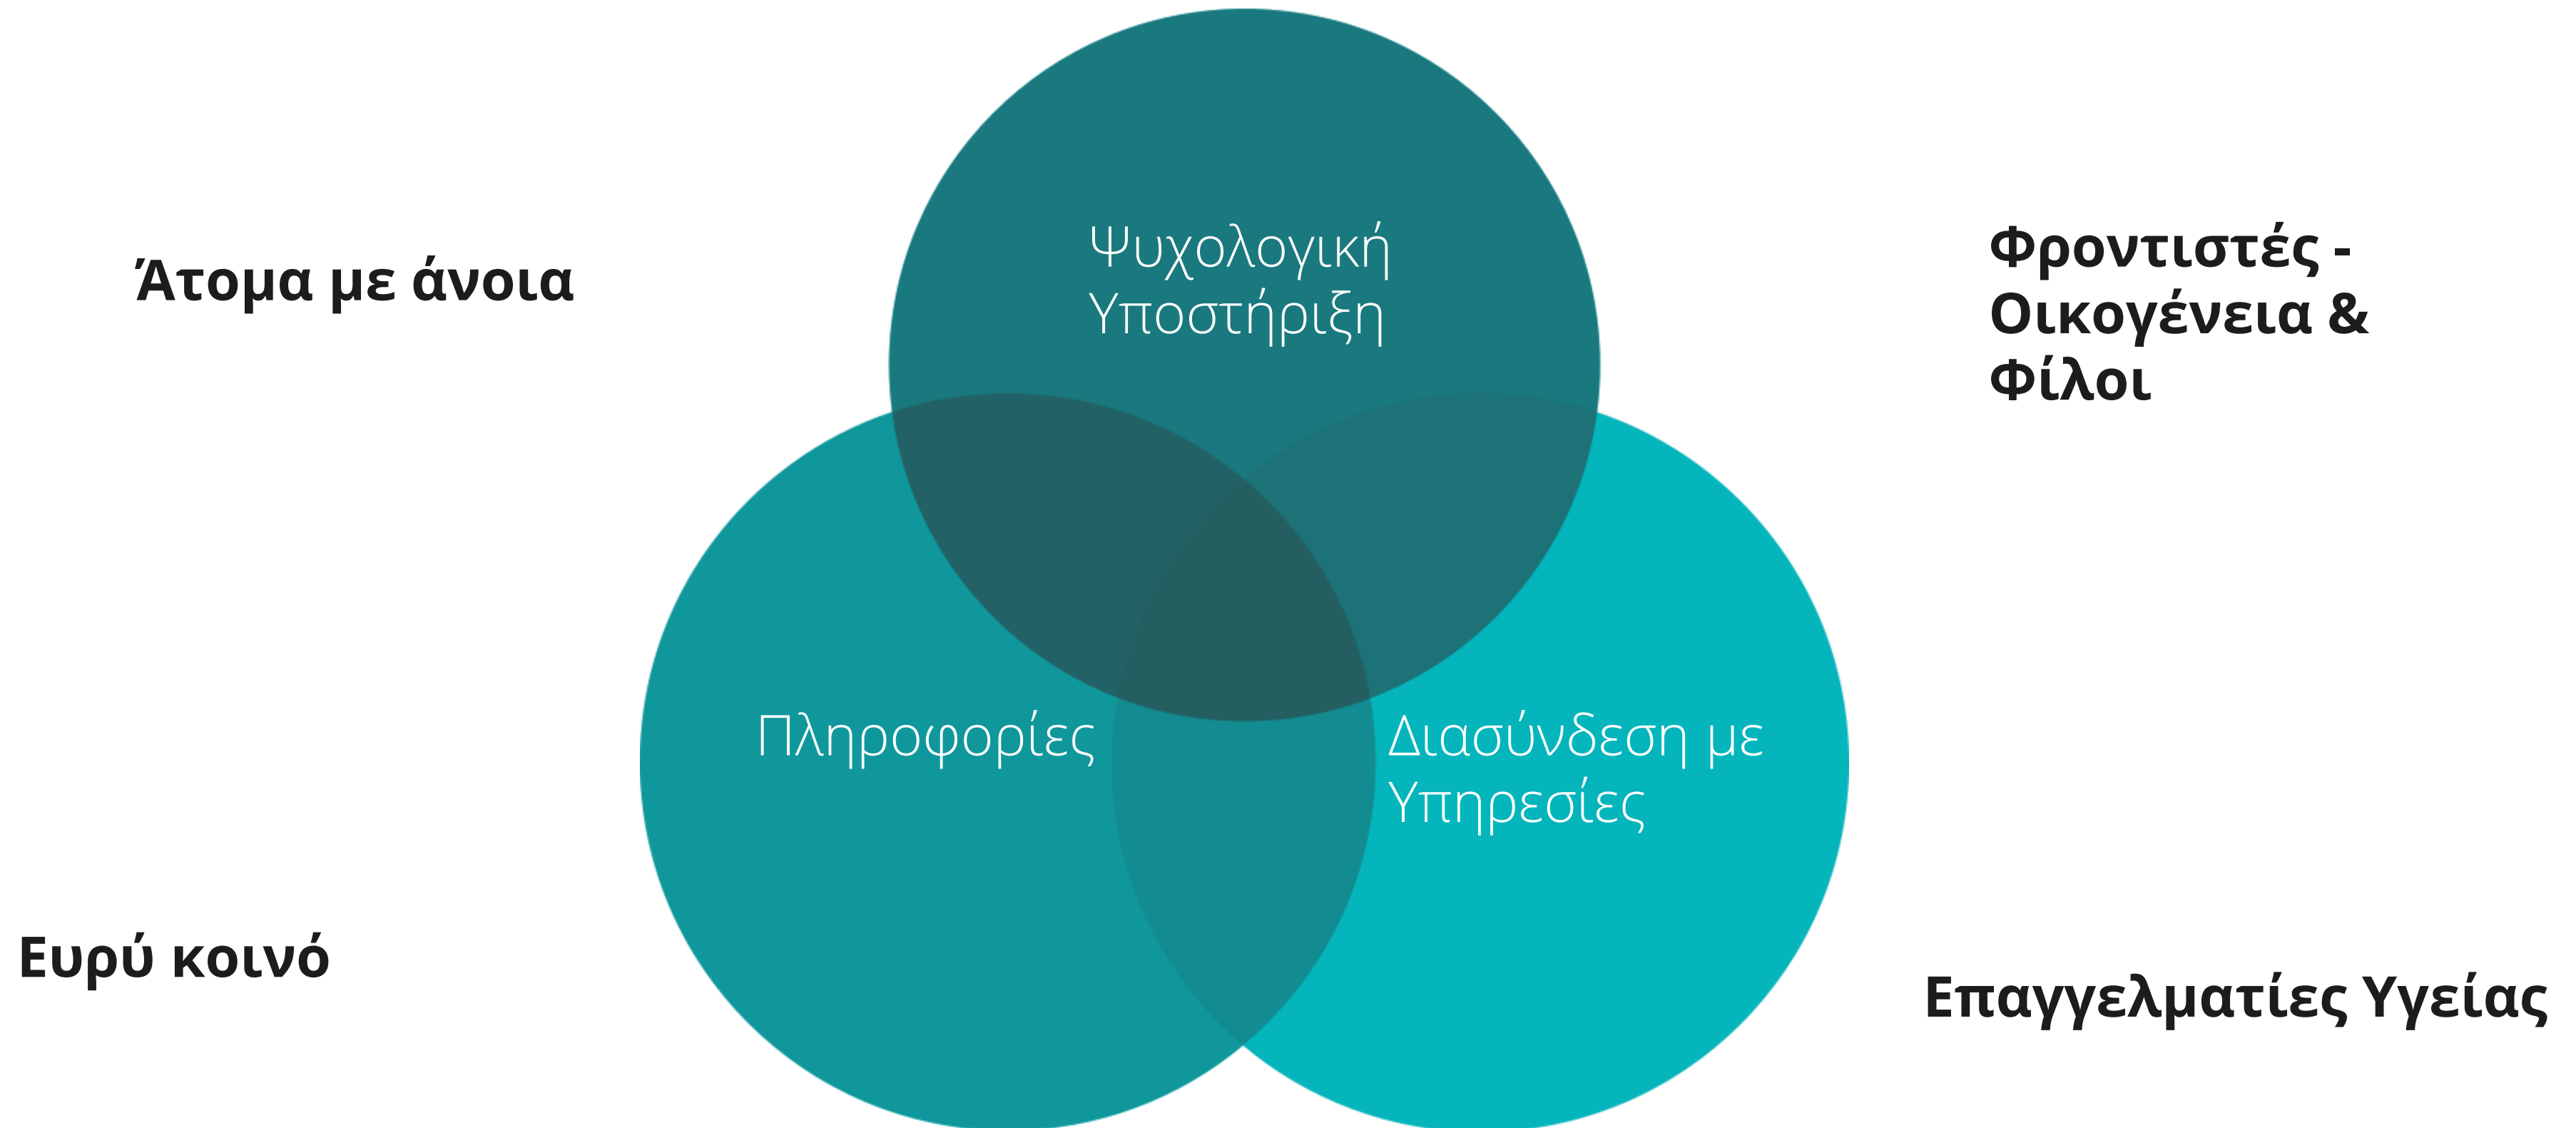 Άτομα με άνοια
Ψυχολογική
Υποστήριξη
Φροντιστές -
Οικογένεια &
Φίλοι
Πληροφορίες
Διασύνδεση με
Υπηρεσίες
Ευρύ κοινό
Επαγγελματίες Υγείας